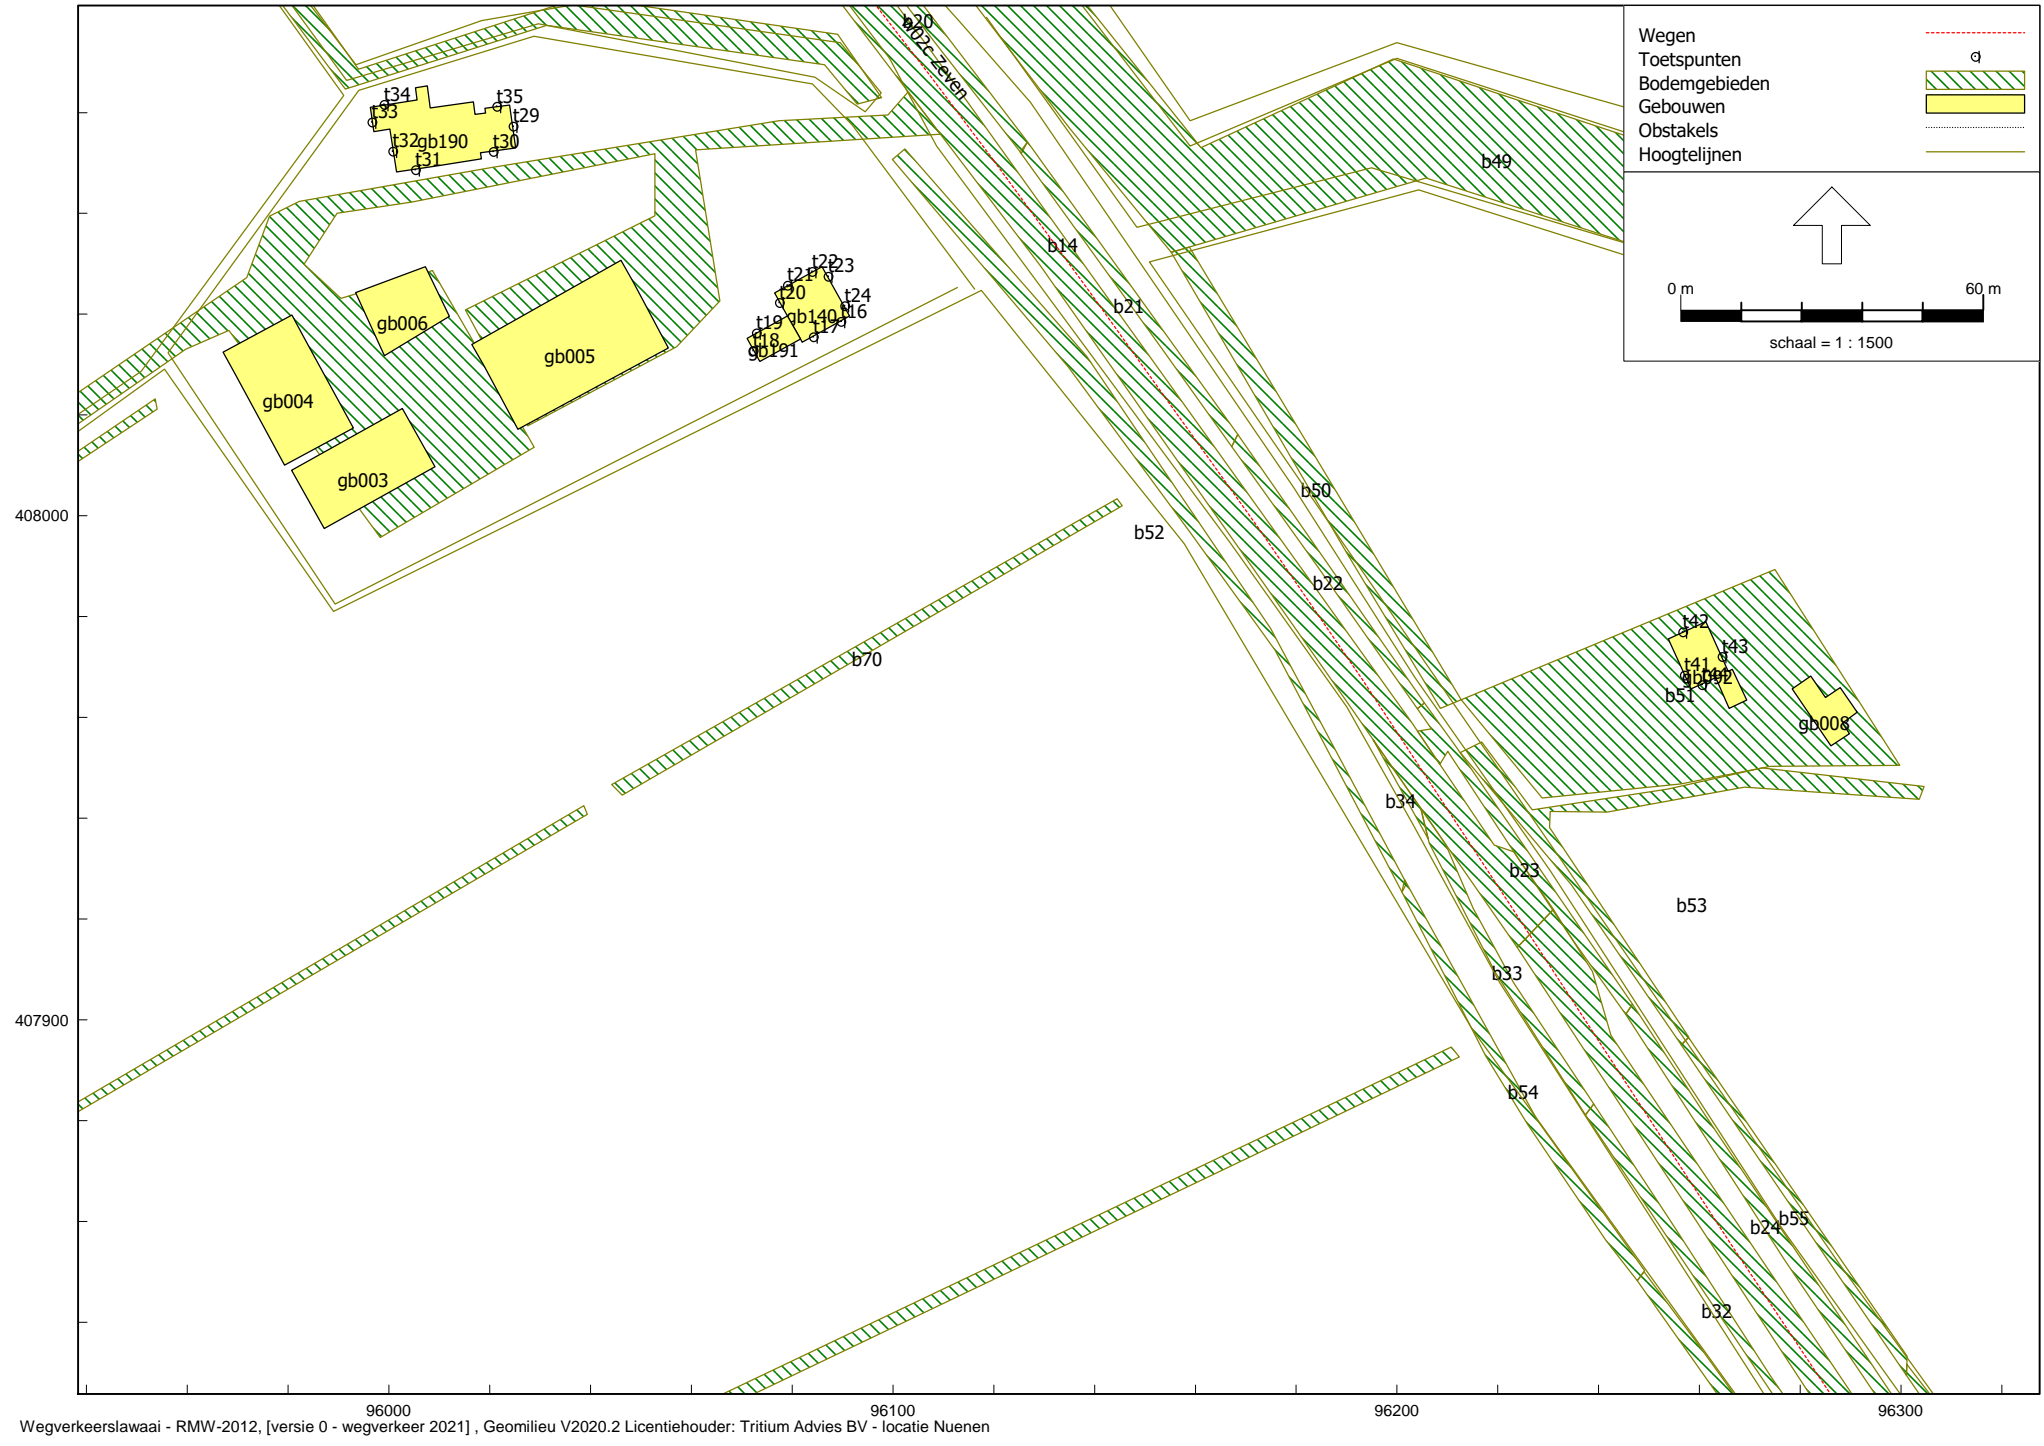 b20
w02c Zeven
Wegen
Toetspunten
Bodemgebieden
Gebouwen
Obstakels
Hoogtelijnen
0 m
60 m
schaal = 1 : 1500
t34
t33
t35
t29
t32
gb190
t30
t31
b49
b14
t22
t23
t21
t20
t24
b21
gb140
t16
t19
t17
t18
gb191
gb006
gb005
gb004
gb003
b50
408000
b52
b22
t42
t43
b70
t41
gb092
b51
gb008
b34
b23
b53
b33
407900
b54
b55
b24
b32
96000
96100
96200
96300
Wegverkeerslawaai - RMW-2012, [versie 0 - wegverkeer 2021] , Geomilieu V2020.2 Licentiehouder: Tritium Advies BV - locatie Nuenen